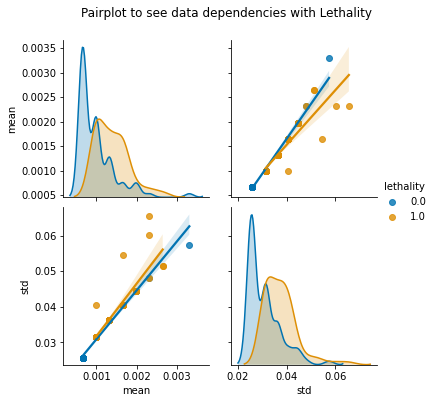 Pairplot to see data dependencies with Lethality
0.0035
0.0030
0.0025
0.0020
0.0015
0.0010
0.0005
mean
lethality
0.0
1.0
0.06
0.05
0.04
0.03
std
0.001 0.002 0.003
mean
0.02 0.04 0.06
std